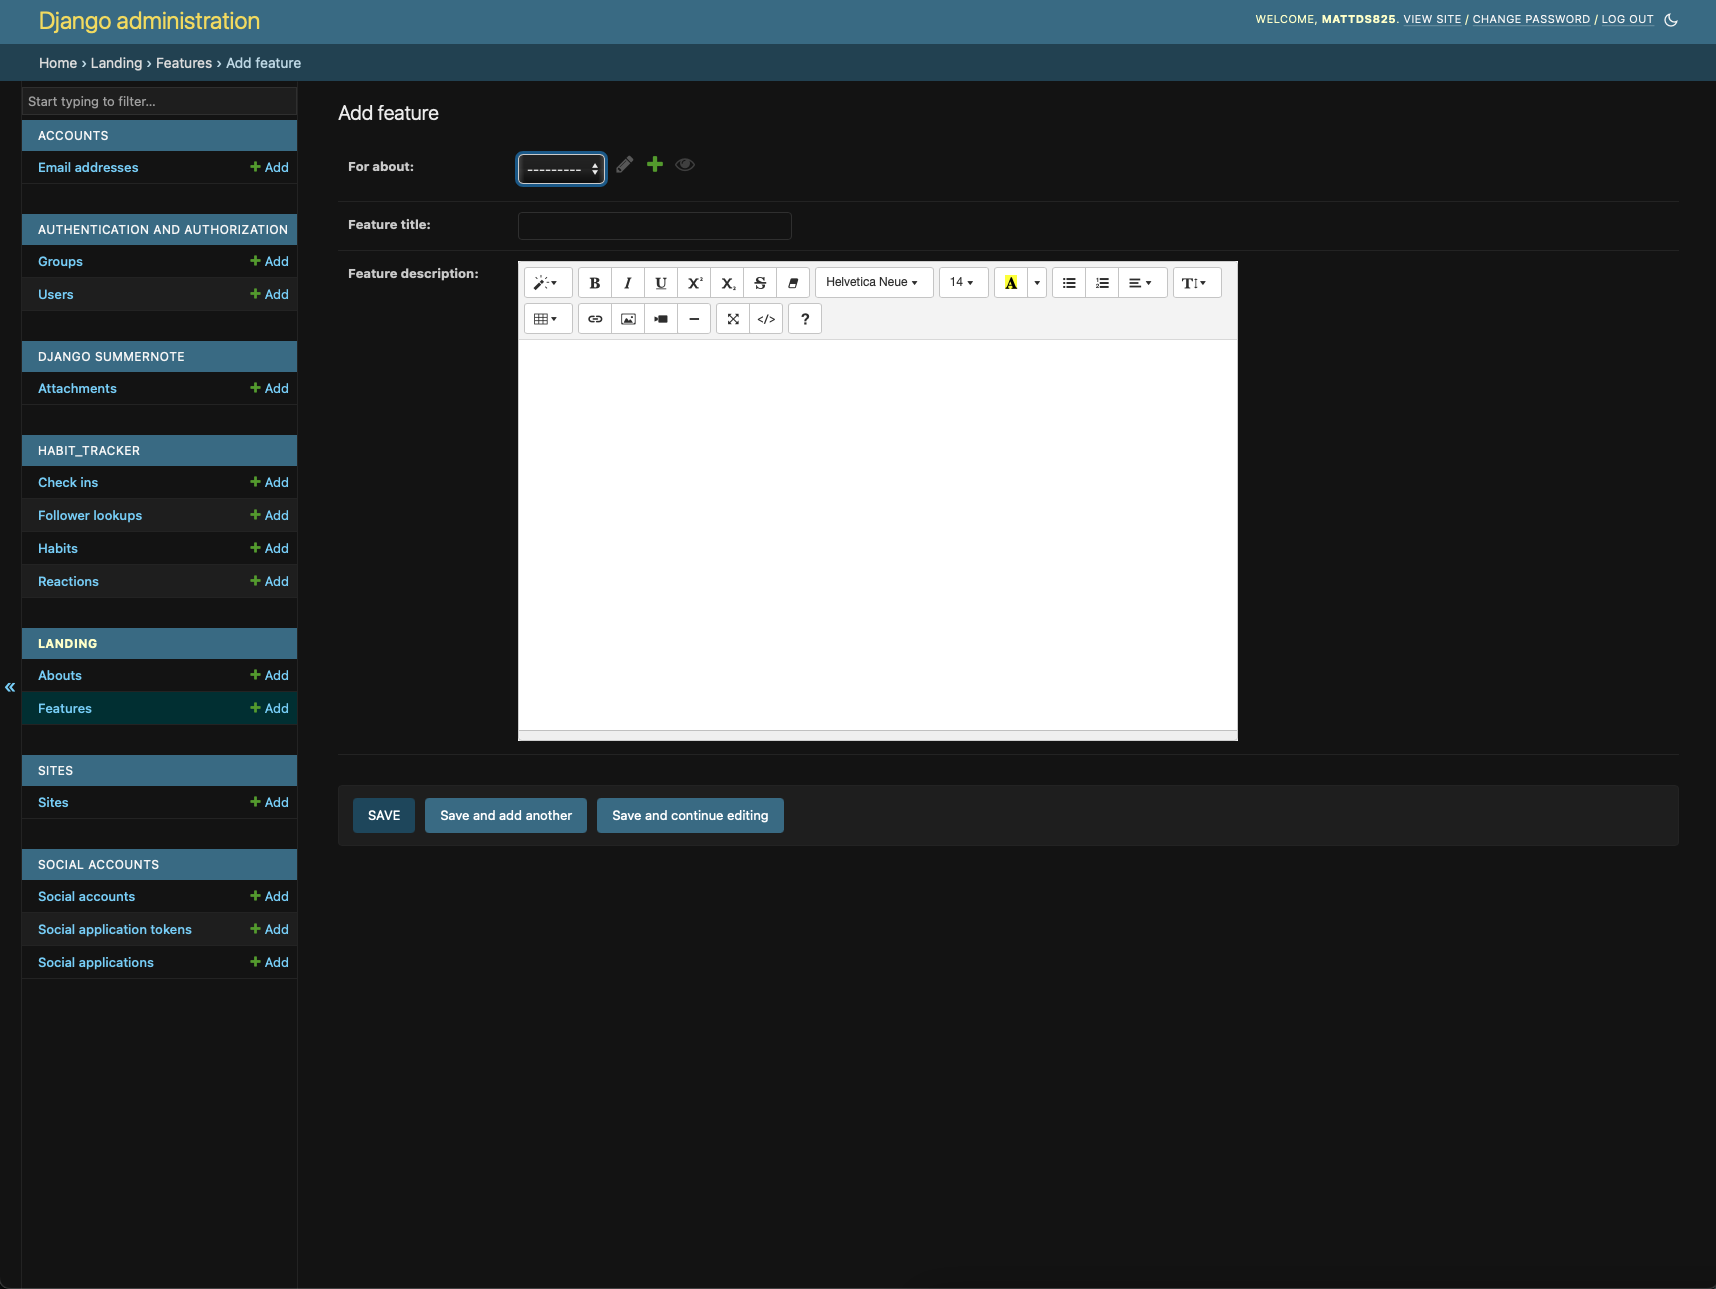 Django administration
WELCOME, MATTDS825. VIEW SITE / CHANGE PASSWORD / LOG OUT
Home › Landing › Features › Add feature
Start typing to filter...
ACCOUNTS
Email addresses Add
AUTHENTICATION AND AUTHORIZATION
Groups Add
Users Add
DJANGO SUMMERNOTE
Attachments Add
HABIT_TRACKER
Check ins Add
Follower lookups Add
Habits Add
Reactions Add
LANDING
Abouts Add
Features Add
SITES
Sites Add
SOCIAL ACCOUNTS
Social accounts Add
Social application tokens Add
Social applications Add
«
Add feature
For about: ---------
Feature title:
Feature description:
B I U X² X₂ S Helvetica Neue 14 A T
</> ?
SAVE Save and add another Save and continue editing